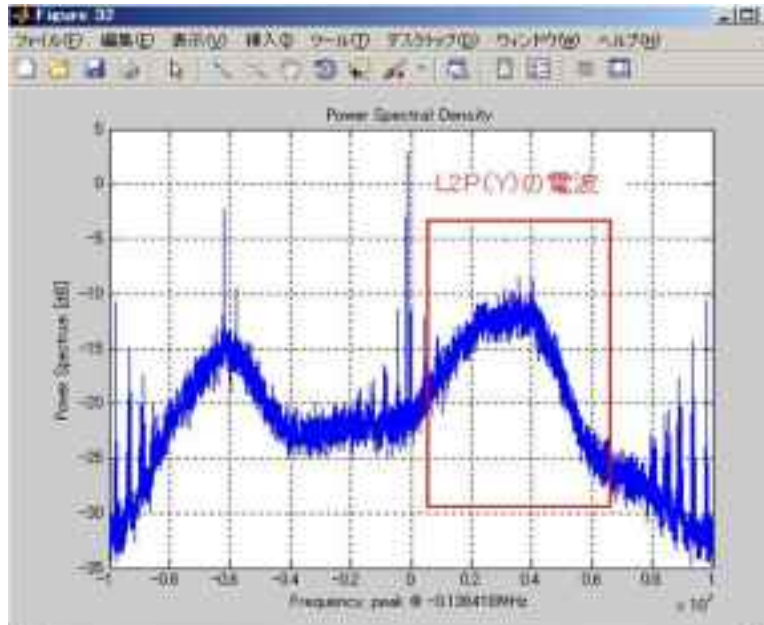 Figure 32
ファイル(F) 編集(E) 表示(V) 挿入(I) ツール(T) デスクトップ(D) ウィンドウ(W) ヘルプ(H)
Power Spectral Density
L2P(Y)の電波
Power Spectrum [dB]
5
0
-5
-10
-15
-20
-25
-30
-35
-1 -0.8 -0.6 -0.4 -0.2 0 0.2 0.4 0.6 0.8 1
x 10
Frequency: peak @